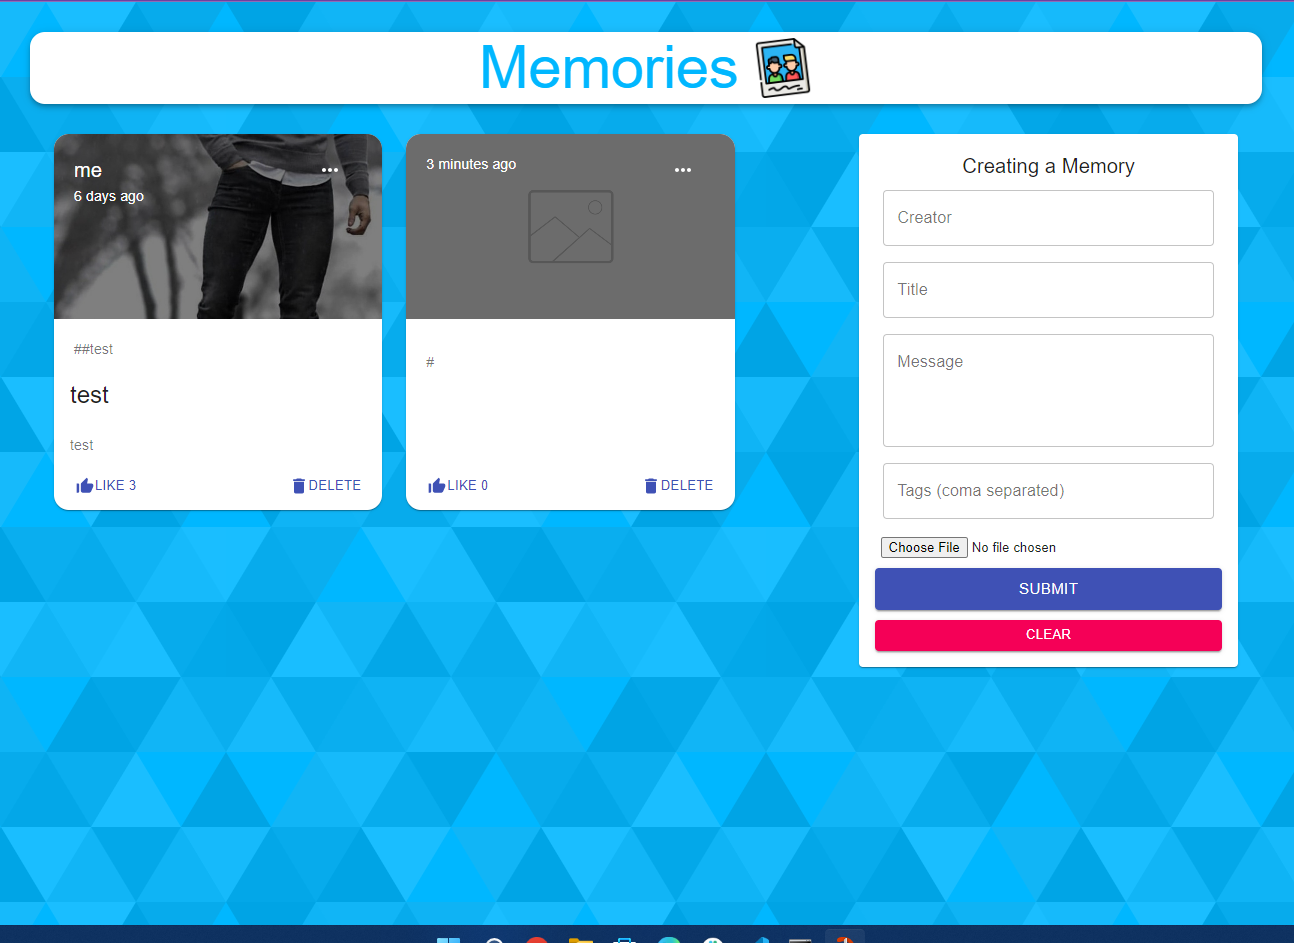 Memories
me
6 days ago
##test
test
test
LIKE 3
DELETE
3 minutes ago
#
LIKE 0
DELETE
Creating a Memory
Creator
Title
Message
Tags (coma separated)
Choose File No file chosen
SUBMIT
CLEAR